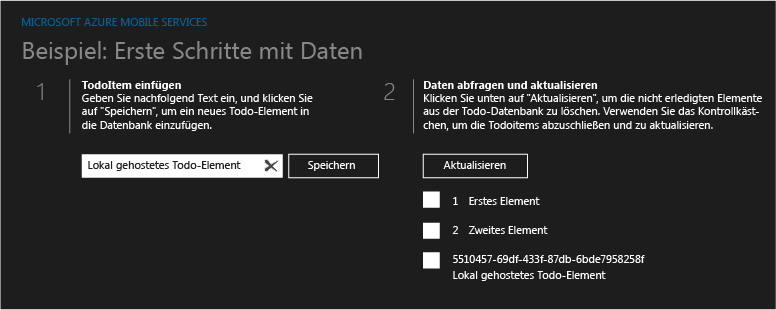 MICROSOFT AZURE MOBILE SERVICES
Beispiel: Erste Schritte mit Daten
1
TodoItem einfügen
Geben Sie nachfolgend Text ein, und klicken Sie
auf "Speichern", um ein neues Todo-Element in
die Datenbank einzufügen.
Lokal gehostetes Todo-Element
Speichern
2
Daten abfragen und aktualisieren
Klicken Sie unten auf "Aktualisieren", um die nicht erledigten Elemente
aus der Todo-Datenbank zu löschen. Verwenden Sie das Kontrollkäst-
chen, um die Todoitems abzuschließen und zu aktualisieren.
Aktualisieren
1 Erstes Element
2 Zweites Element
5510457-69df-433f-87db-6bde7958258f
Lokal gehostetes Todo-Element